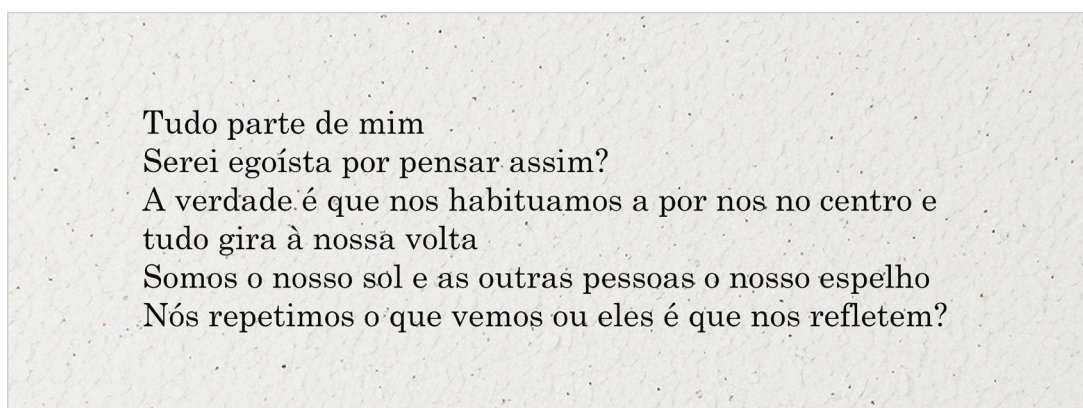 Tudo parte de mim
Serei egoísta por pensar assim?
A verdade é que nos habituamos a por nos no centro e
tudo gira à nossa volta
Somos o nosso sol e as outras pessoas o nosso espelho
Nós repetimos o que vemos ou eles é que nos refletem?